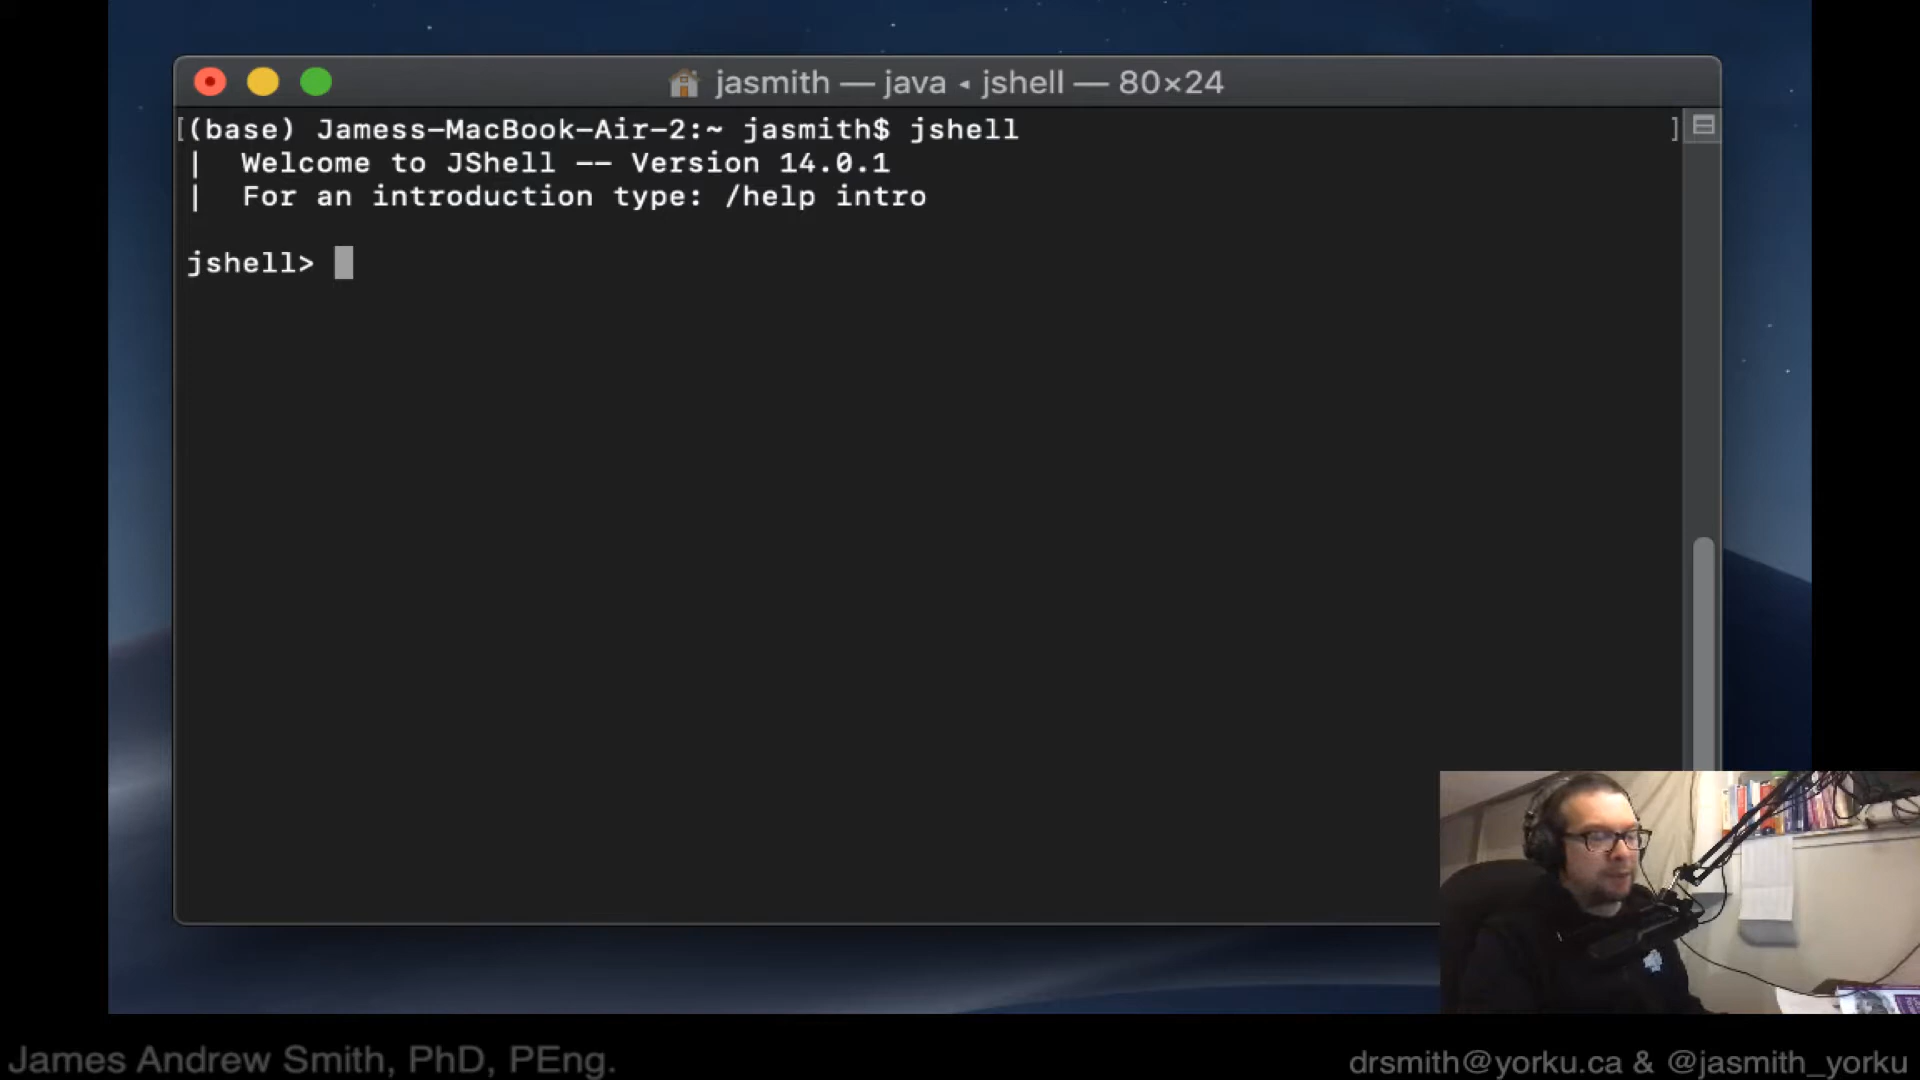 jasmith — java ◂ jshell — 80×24
[(base) Jamess-MacBook-Air-2:~ jasmith$ jshell ]
|  Welcome to JShell -- Version 14.0.1
|  For an introduction type: /help intro
jshell>
James Andrew Smith, PhD, PEng.
drsmith@yorku.ca & @jasmith_yorku